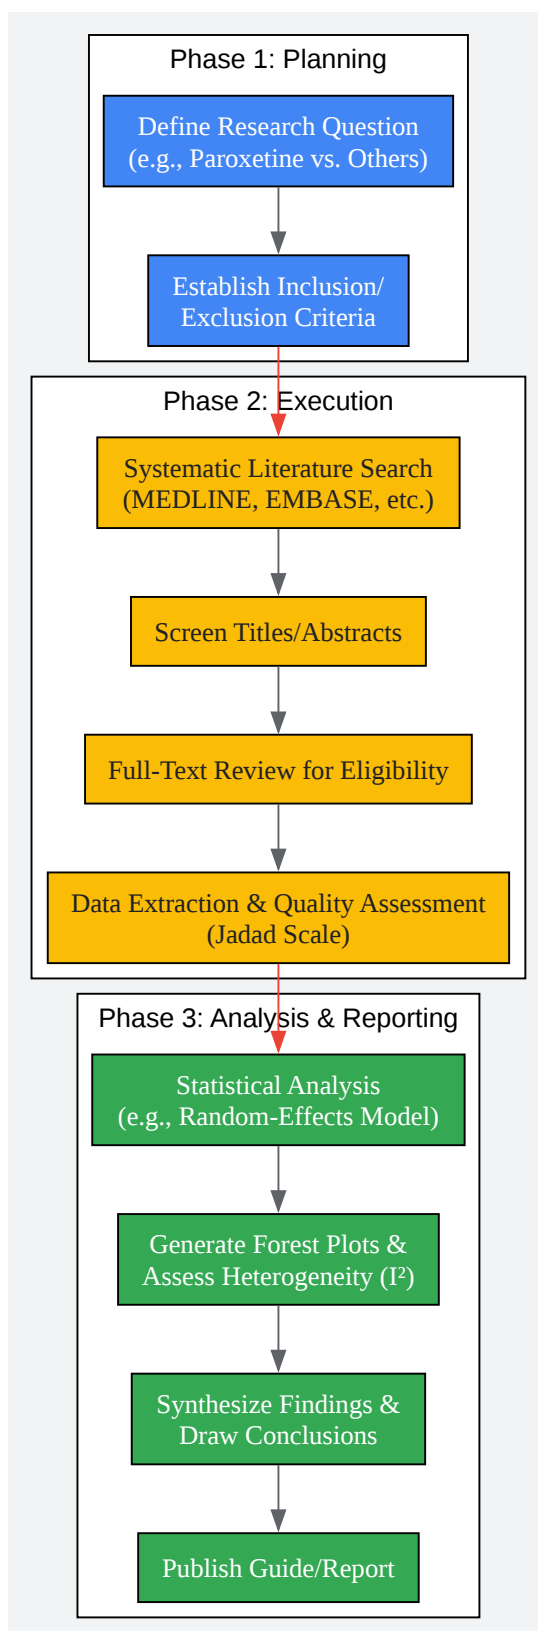 Phase 1: Planning
Define Research Question
(e.g., Paroxetine vs. Others)
Establish Inclusion/
Exclusion Criteria
Phase 2: Execution
Systematic Literature Search
(MEDLINE, EMBASE, etc.)
Screen Titles/Abstracts
Full-Text Review for Eligibility
Data Extraction & Quality Assessment
(Jadad Scale)
Phase 3: Analysis & Reporting
Statistical Analysis
(e.g., Random-Effects Model)
Generate Forest Plots &
Assess Heterogeneity (I²)
Synthesize Findings &
Draw Conclusions
Publish Guide/Report